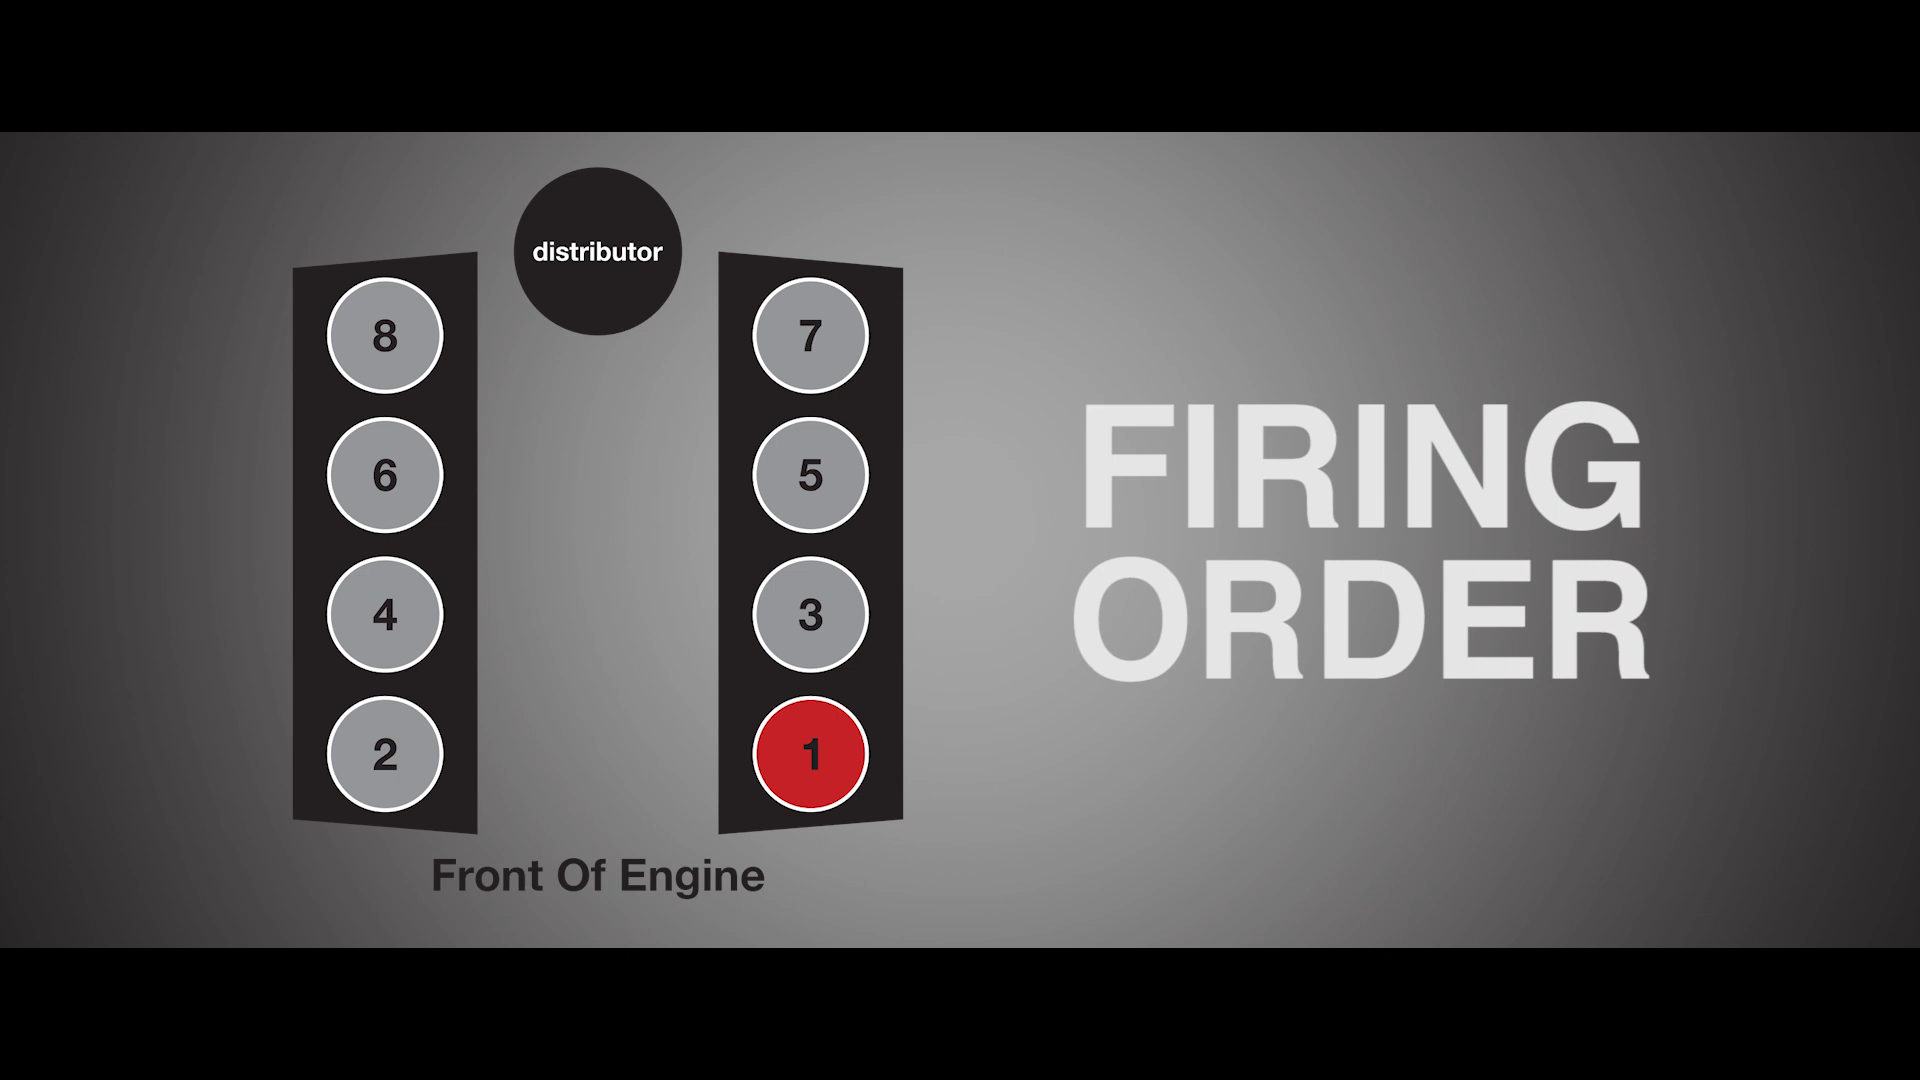 distributor
8
7
6
5
4
3
2
1
Front Of Engine
FIRING
ORDER